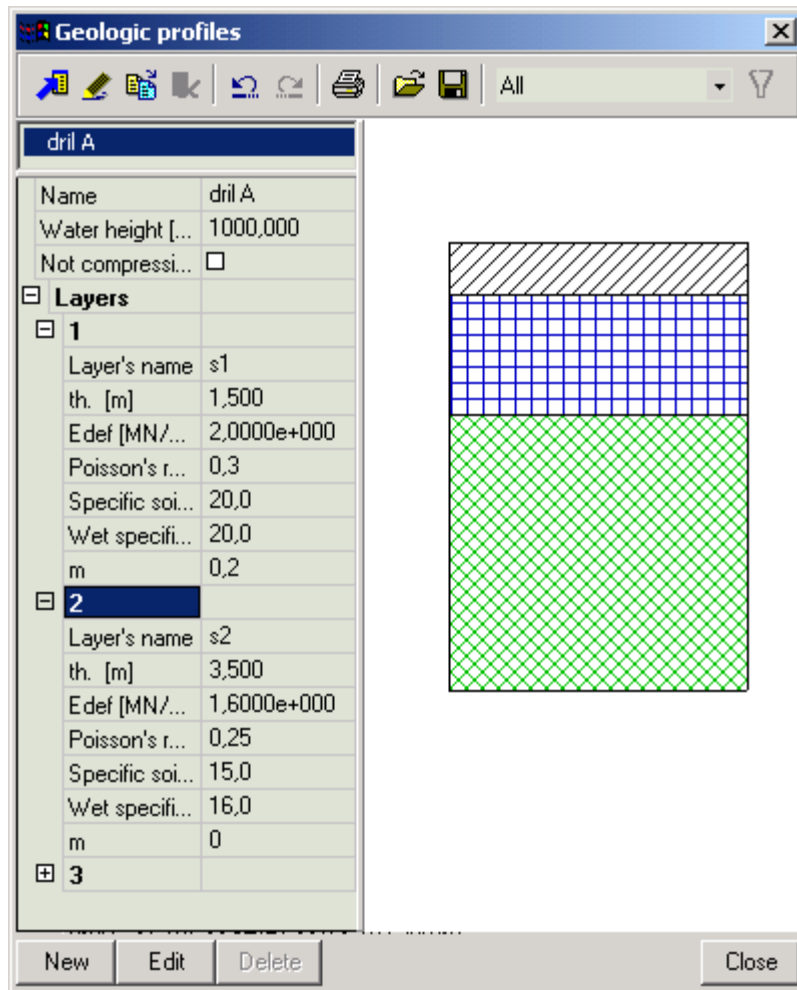 Geologic profiles
All
dril A
Name dril A
Water height [... 1000,000
Not compressi...
Layers
1
Layer's name s1
th. [m] 1,500
Edef [MN/... 2,0000e+000
Poisson's r... 0,3
Specific soi... 20,0
Wet specifi... 20,0
m 0,2
2
Layer's name s2
th. [m] 3,500
Edef [MN/... 1,6000e+000
Poisson's r... 0,25
Specific soi... 15,0
Wet specifi... 16,0
m 0
3
New Edit Delete Close